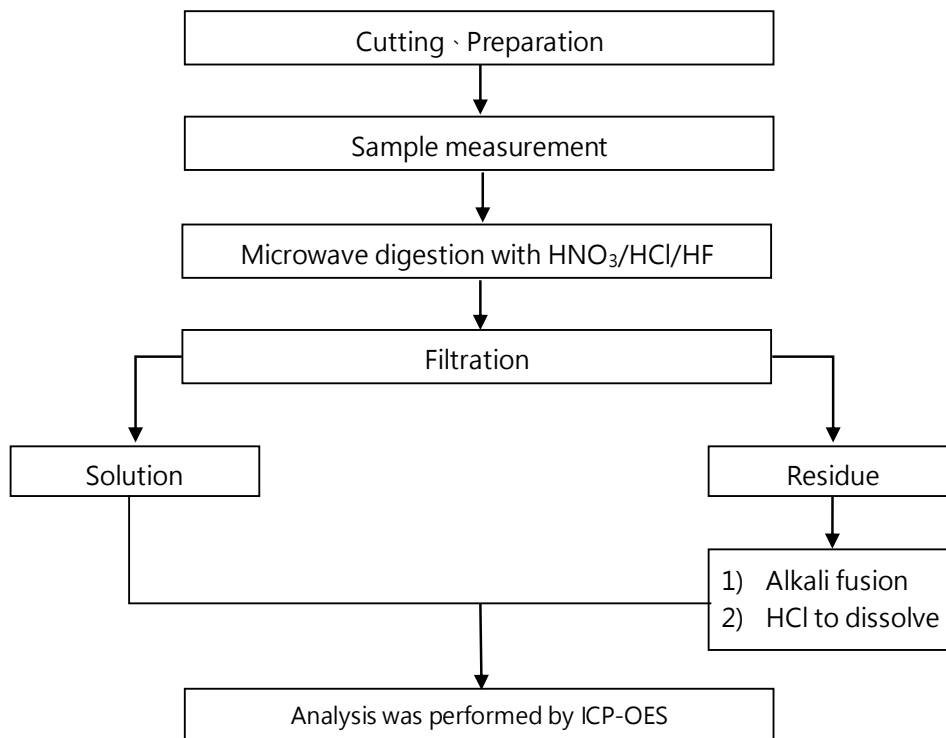 Cutting、Preparation
Sample measurement
Microwave digestion with HNO₃/HCl/HF
Filtration
Solution
Residue
1) Alkali fusion
2) HCl to dissolve
Analysis was performed by ICP-OES